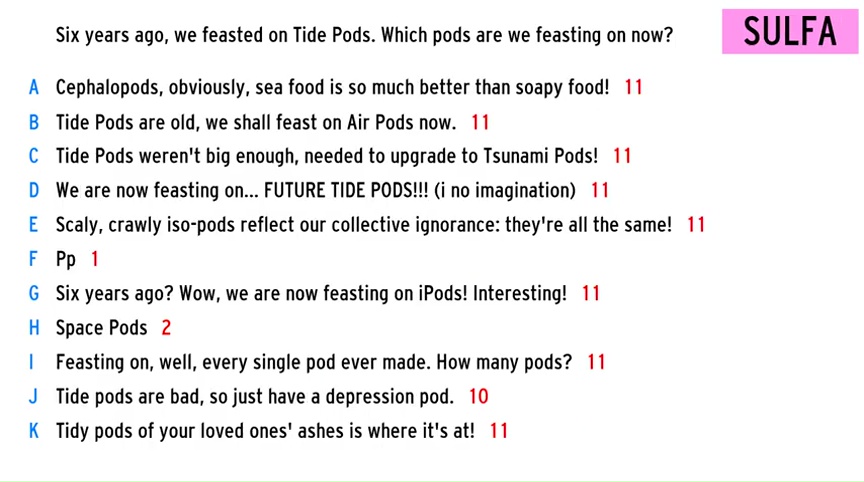 Six years ago, we feasted on Tide Pods. Which pods are we feasting on now?
SULFA
A Cephalopods, obviously, sea food is so much better than soapy food! 11
B Tide Pods are old, we shall feast on Air Pods now. 11
C Tide Pods weren't big enough, needed to upgrade to Tsunami Pods! 11
D We are now feasting on... FUTURE TIDE PODS!!! (i no imagination) 11
E Scaly, crawly iso-pods reflect our collective ignorance: they're all the same! 11
F Pp 1
G Six years ago? Wow, we are now feasting on iPods! Interesting! 11
H Space Pods 2
I Feasting on, well, every single pod ever made. How many pods? 11
J Tide pods are bad, so just have a depression pod. 10
K Tidy pods of your loved ones' ashes is where it's at! 11